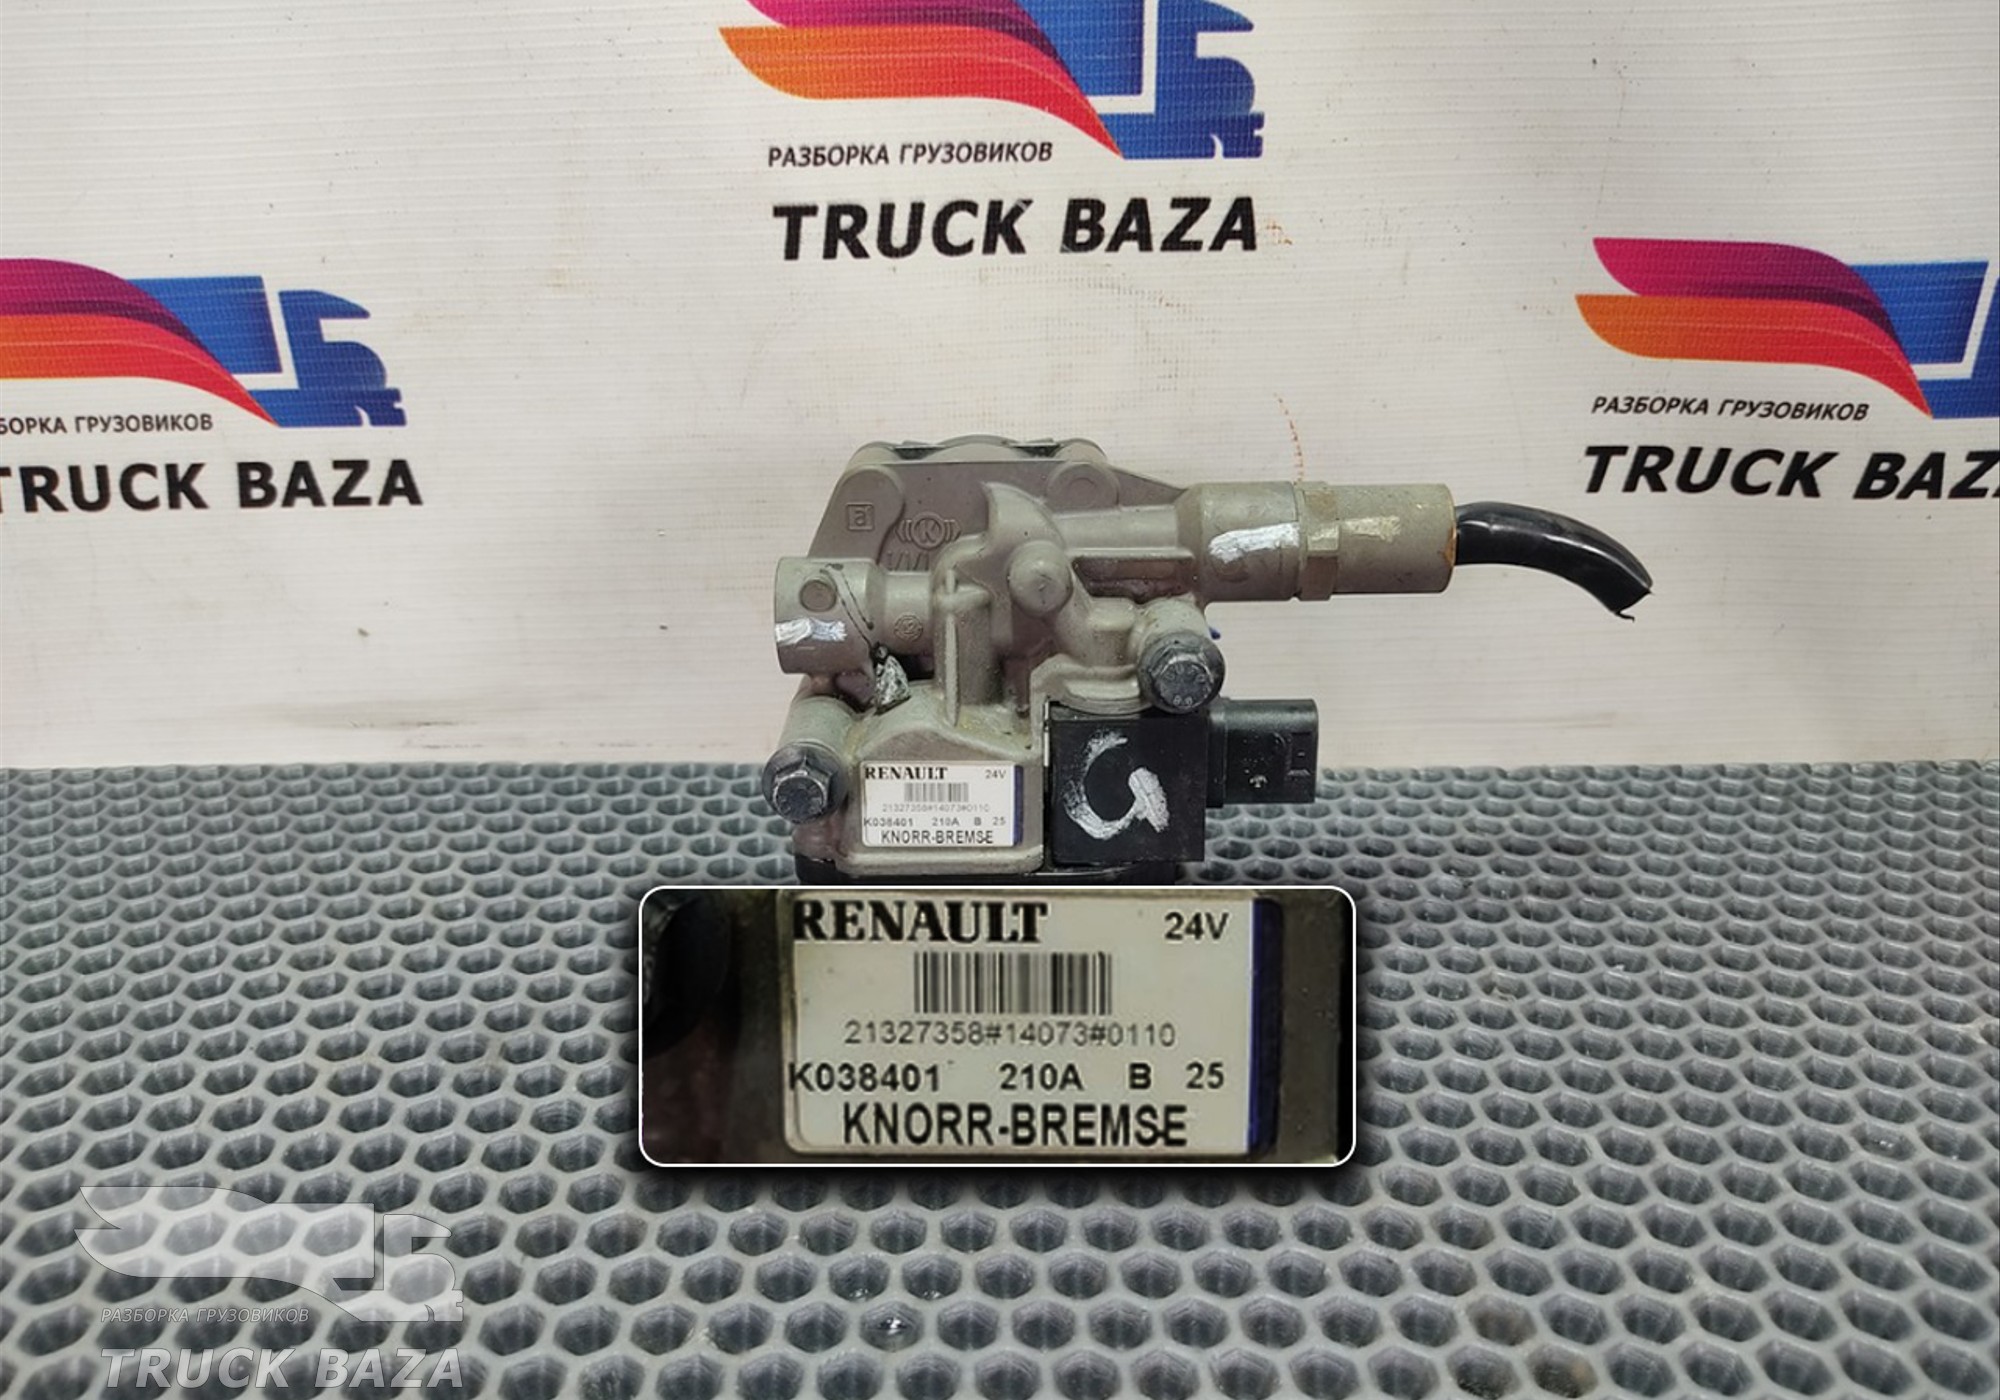 РАЗБОРКА ГРУЗОВИКОВ
TRUCK BAZA
БОРКА ГРУЗОВИКОВ
TRUCK BAZA
РАЗБОРКА ГРУЗОВИКОВ
TRUCK BAZ
a
K
RENAULT 24V
21327358#14073#0110
K038401 210A B 25
KNORR-BREMSE
G
RENAULT 24V
21327358#14073#0110
K038401 210A B 25
KNORR-BREMSE
РАЗБОРКА ГРУЗОВИКОВ
TRUCK BAZA